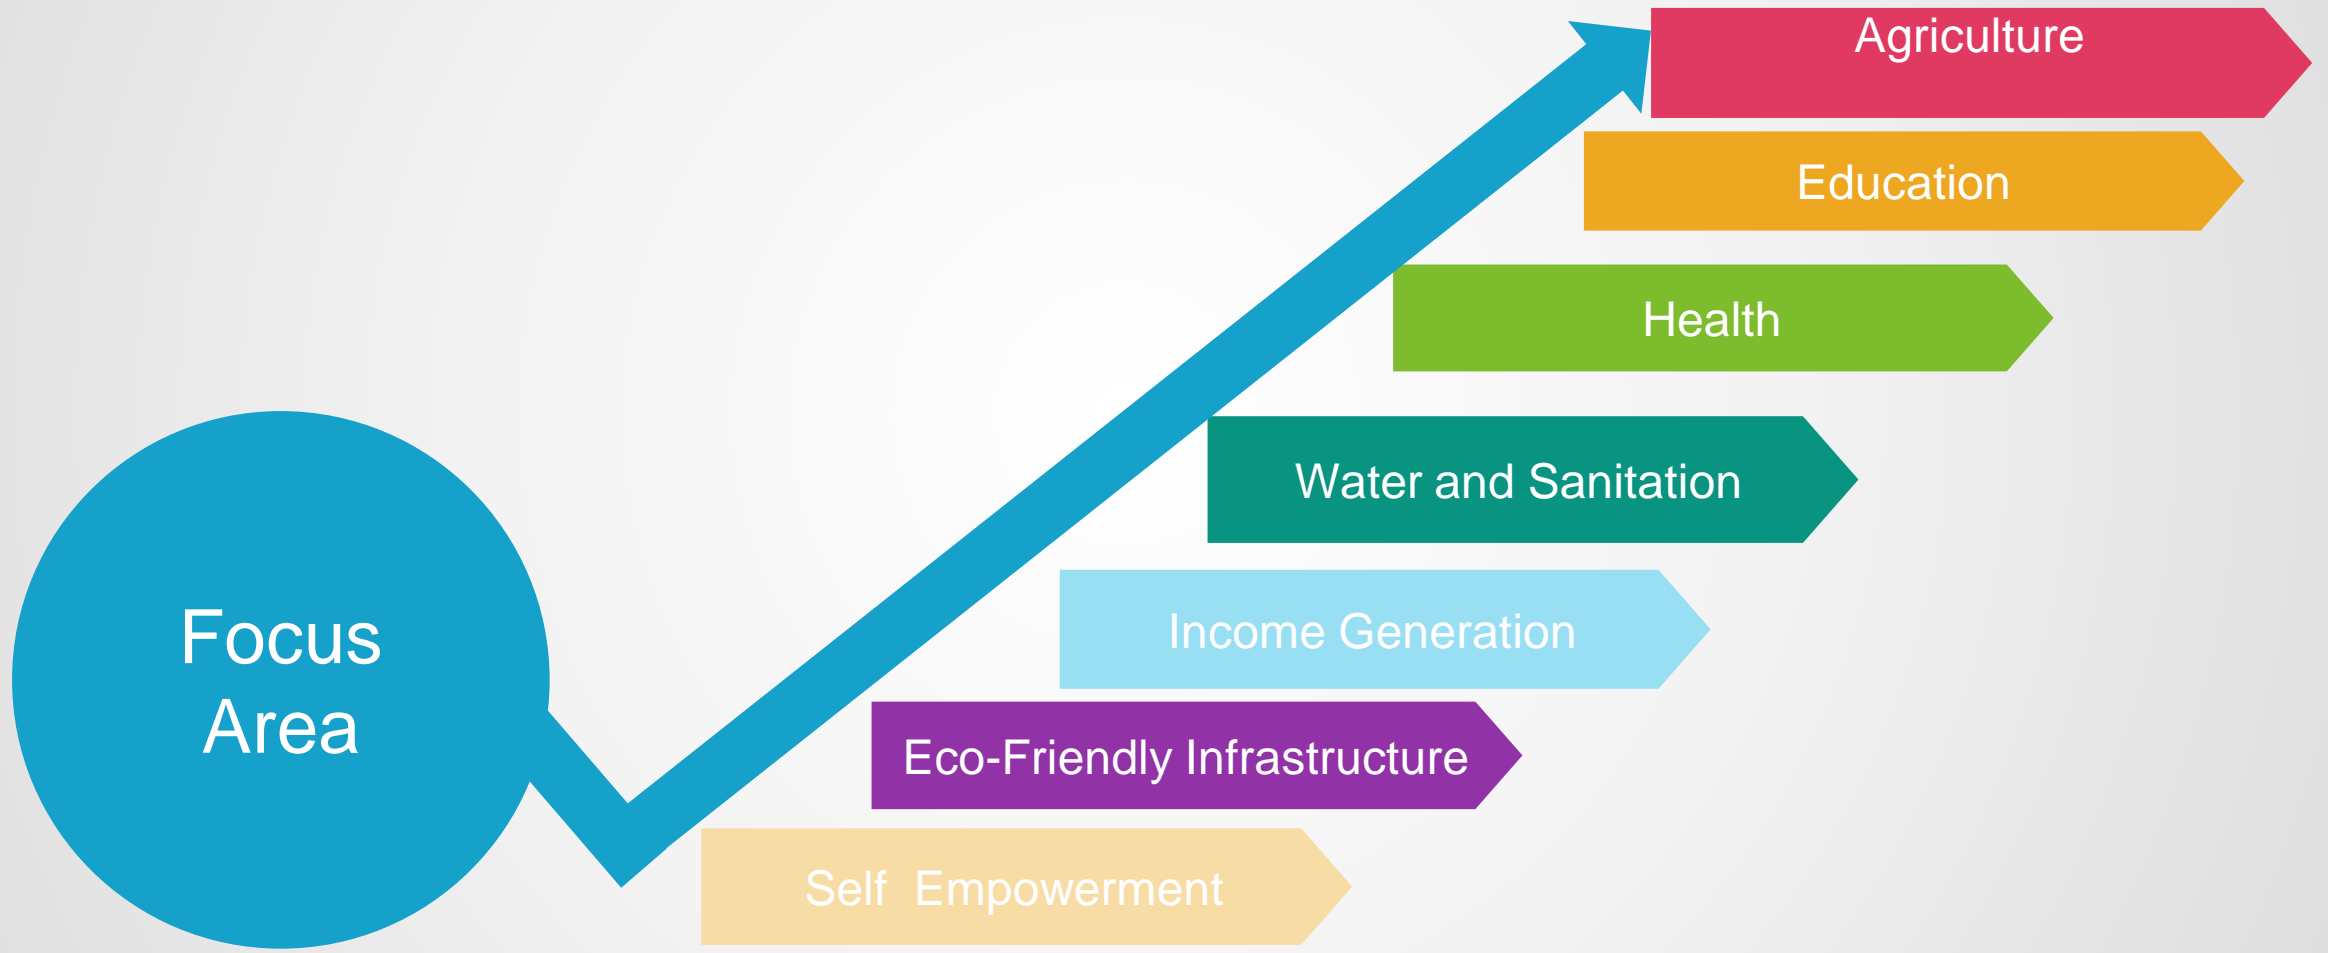 Agriculture
Education
Health
Water and Sanitation
Income Generation
Eco-Friendly Infrastructure
Self  Empowerment
Focus
Area